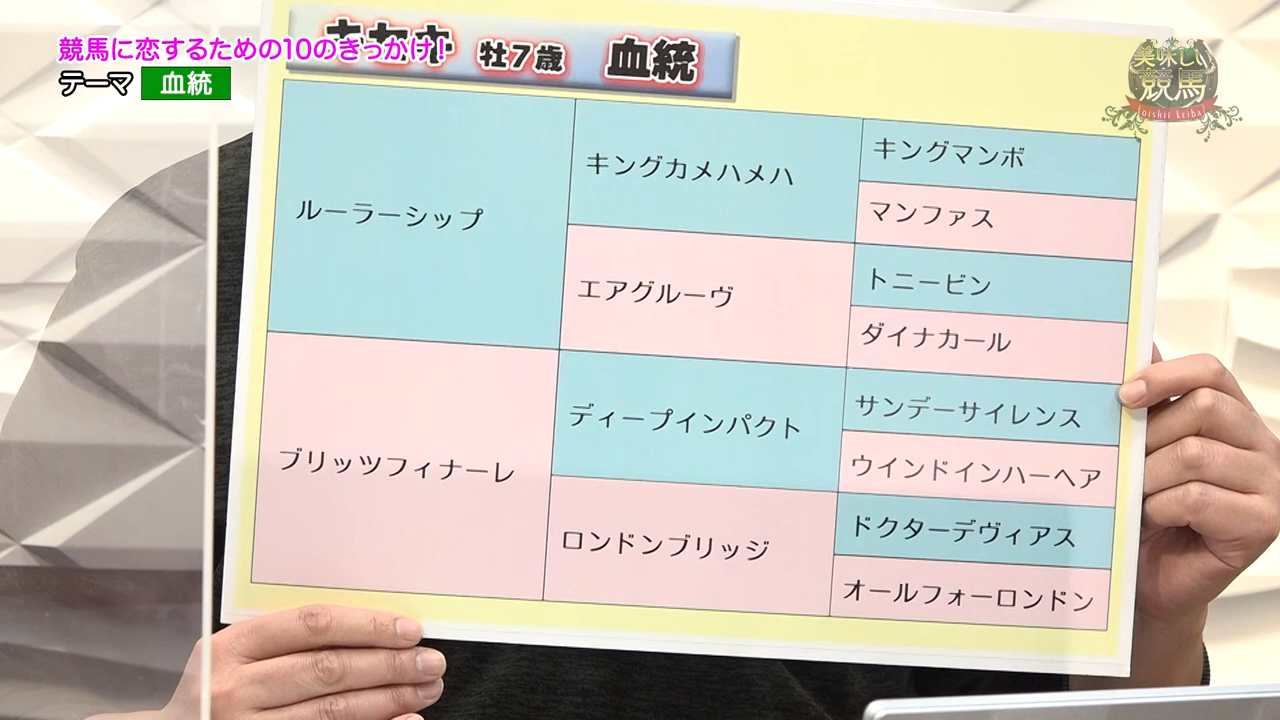 競馬に恋するための10のきっかけ!
テーマ 血統
牡7歳 血統
美味しい
競馬
oishii keiba
ルーラーシップ
キングカメハメハ
キングマンボ
マンファス
エアグルーヴ
トニービン
ダイナカール
ブリッツフィナーレ
ディープインパクト
サンデーサイレンス
ウインドインハーヘア
ロンドンブリッジ
ドクターデヴィアス
オールフォーロンドン